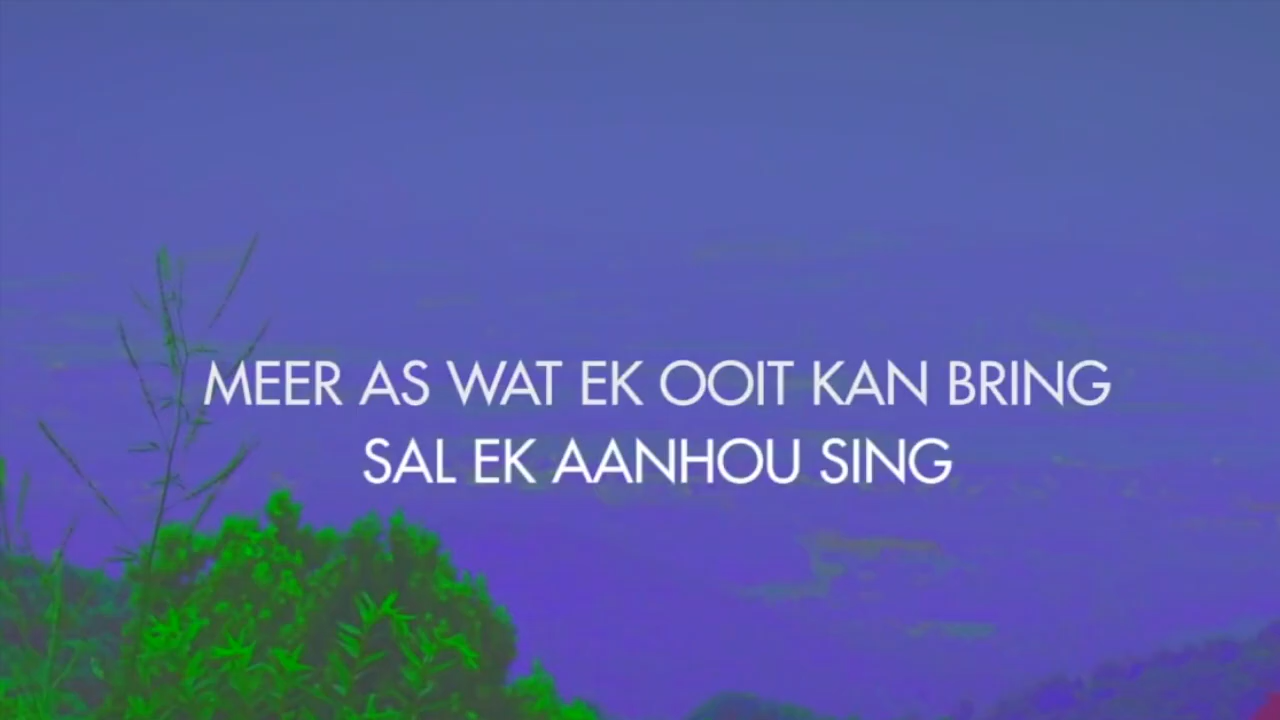 MEER AS WAT EK OOIT KAN BRING
SAL EK AANHOU SING